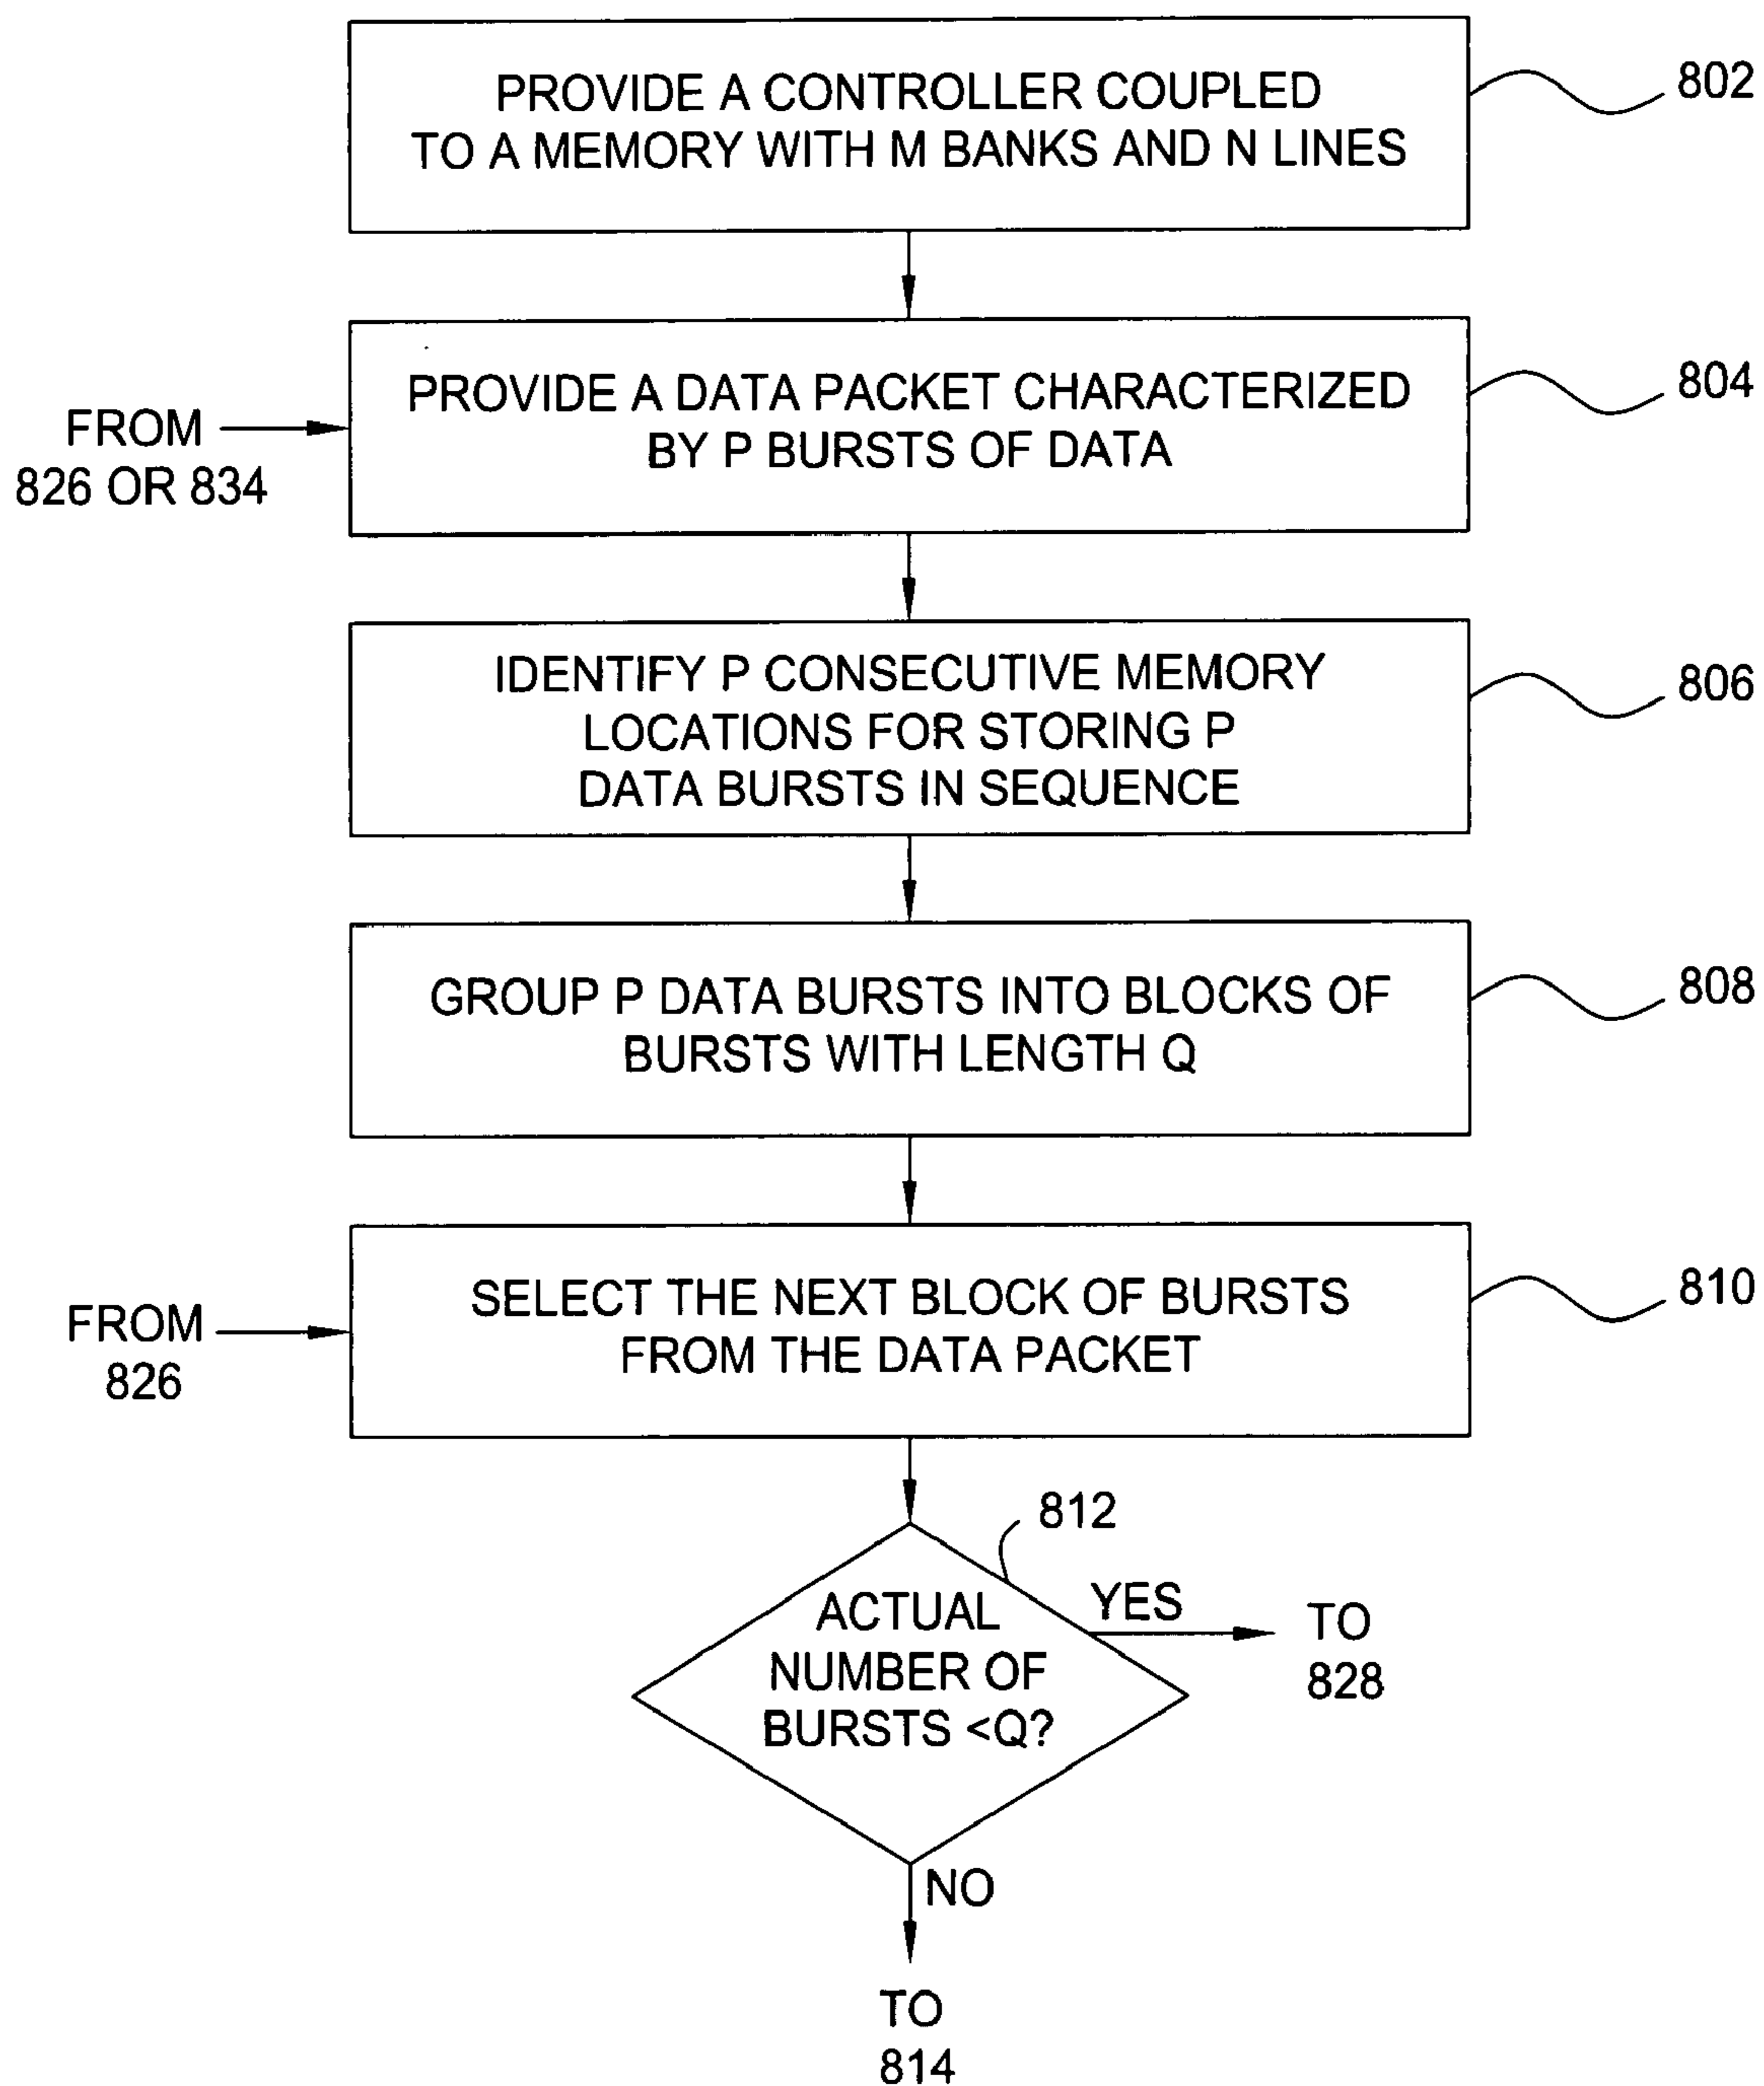 PROVIDE A CONTROLLER COUPLED
TO A MEMORY WITH M BANKS AND N LINES
802
PROVIDE A DATA PACKET CHARACTERIZED
BY P BURSTS OF DATA
804
FROM
826 OR 834
IDENTIFY P CONSECUTIVE MEMORY
LOCATIONS FOR STORING P
DATA BURSTS IN SEQUENCE
806
GROUP P DATA BURSTS INTO BLOCKS OF
BURSTS WITH LENGTH Q
808
SELECT THE NEXT BLOCK OF BURSTS
FROM THE DATA PACKET
810
FROM
826
812
ACTUAL
NUMBER OF
BURSTS <Q?
YES
TO
828
NO
TO
814